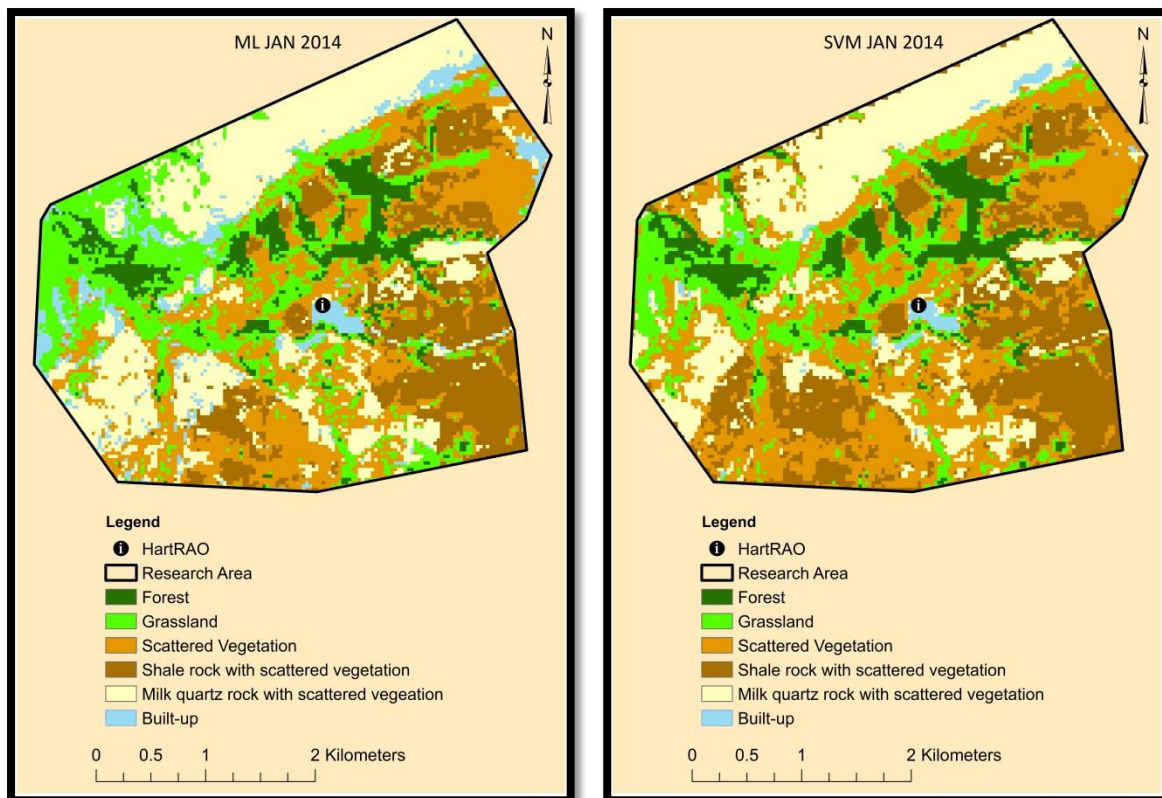 ML JAN 2014
N
Legend
i HartRAO
Research Area
Forest
Grassland
Scattered Vegetation
Shale rock with scattered vegetation
Milk quartz rock with scattered vegeation
Built-up
0 0.5 1 2 Kilometers
SVM JAN 2014
N
Legend
i HartRAO
Research Area
Forest
Grassland
Scattered Vegetation
Shale rock with scattered vegetation
Milk quartz rock with scattered vegetation
Built-up
0 0.5 1 2 Kilometers